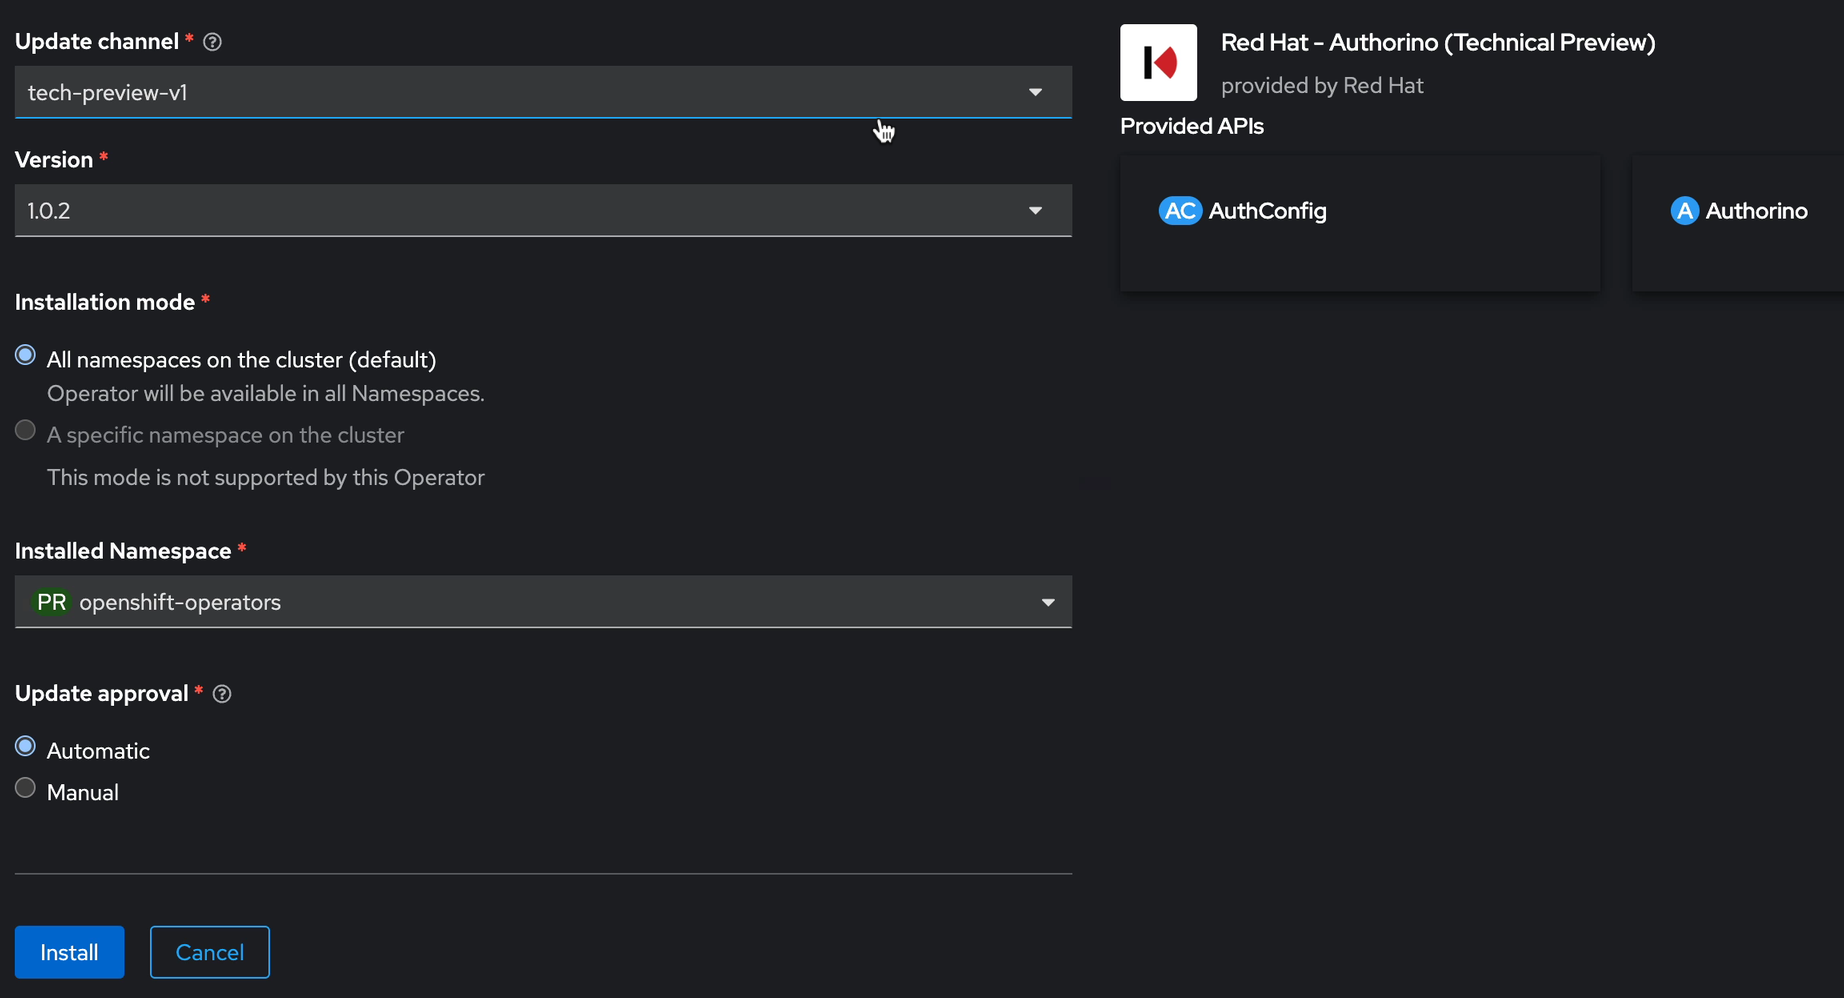 Update channel *
tech-preview-v1
Version *
1.0.2
Installation mode *
All namespaces on the cluster (default)
Operator will be available in all Namespaces.
A specific namespace on the cluster
This mode is not supported by this Operator
Installed Namespace *
PR openshift-operators
Update approval *
Automatic
Manual
Install
Cancel
Red Hat - Authorino (Technical Preview)
provided by Red Hat
Provided APIs
AC AuthConfig
A Authorino